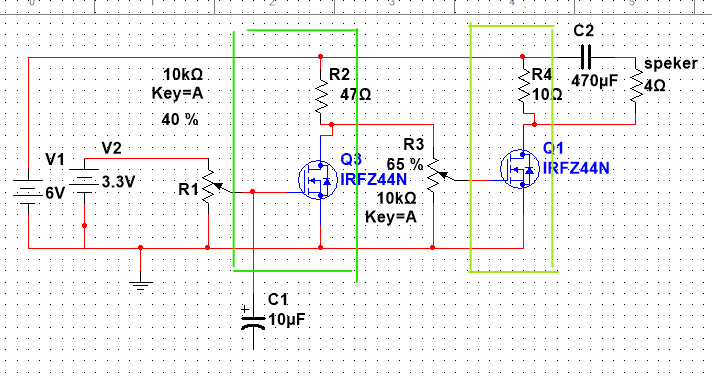 C2
10kΩ
Key=A
40 %
R2
47Ω
R4
10Ω
470µF
speker
4Ω
V1
6V
V2
3.3V
R1
Q3
IRFZ44N
R3
65 %
10kΩ
Key=A
Q1
IRFZ44N
C1
+
10µF